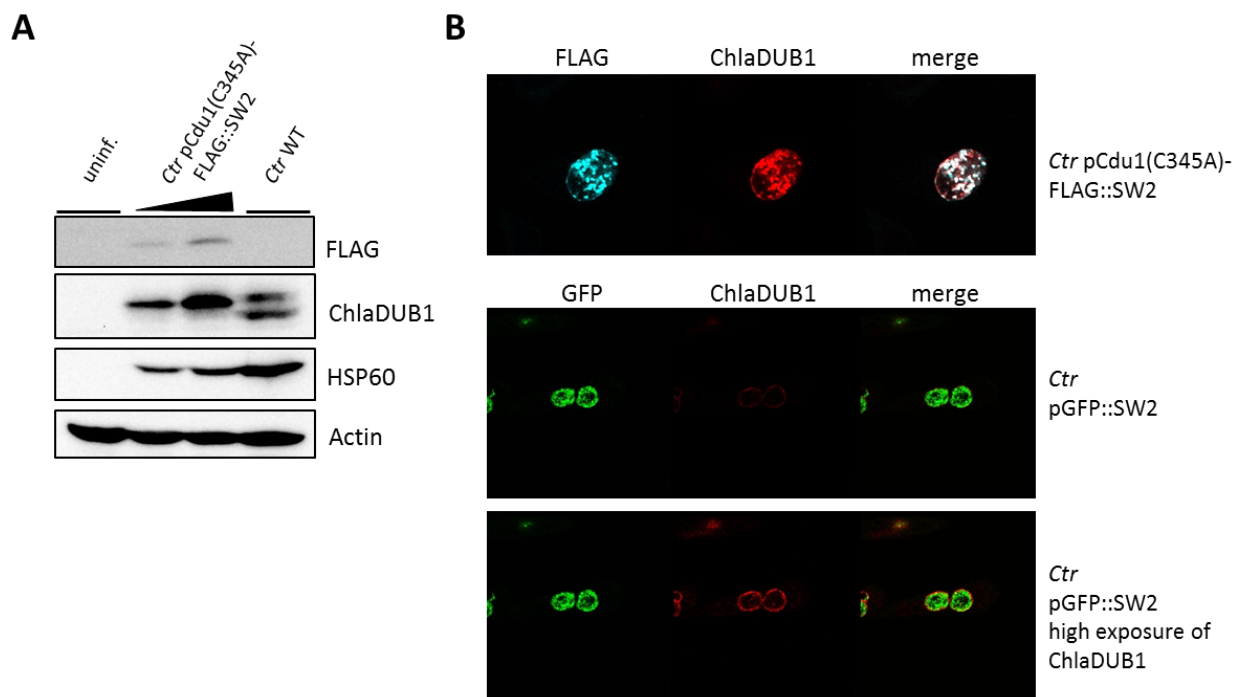 A
uninf.
Ctr pCdu1(C345A)-
FLAG::SW2
Ctr WT
FLAG
ChlaDUB1
HSP60
Actin
B
FLAG ChlaDUB1 merge
Ctr pCdu1(C345A)-
FLAG::SW2
GFP ChlaDUB1 merge
Ctr
pGFP::SW2
Ctr
pGFP::SW2
high exposure of
ChlaDUB1